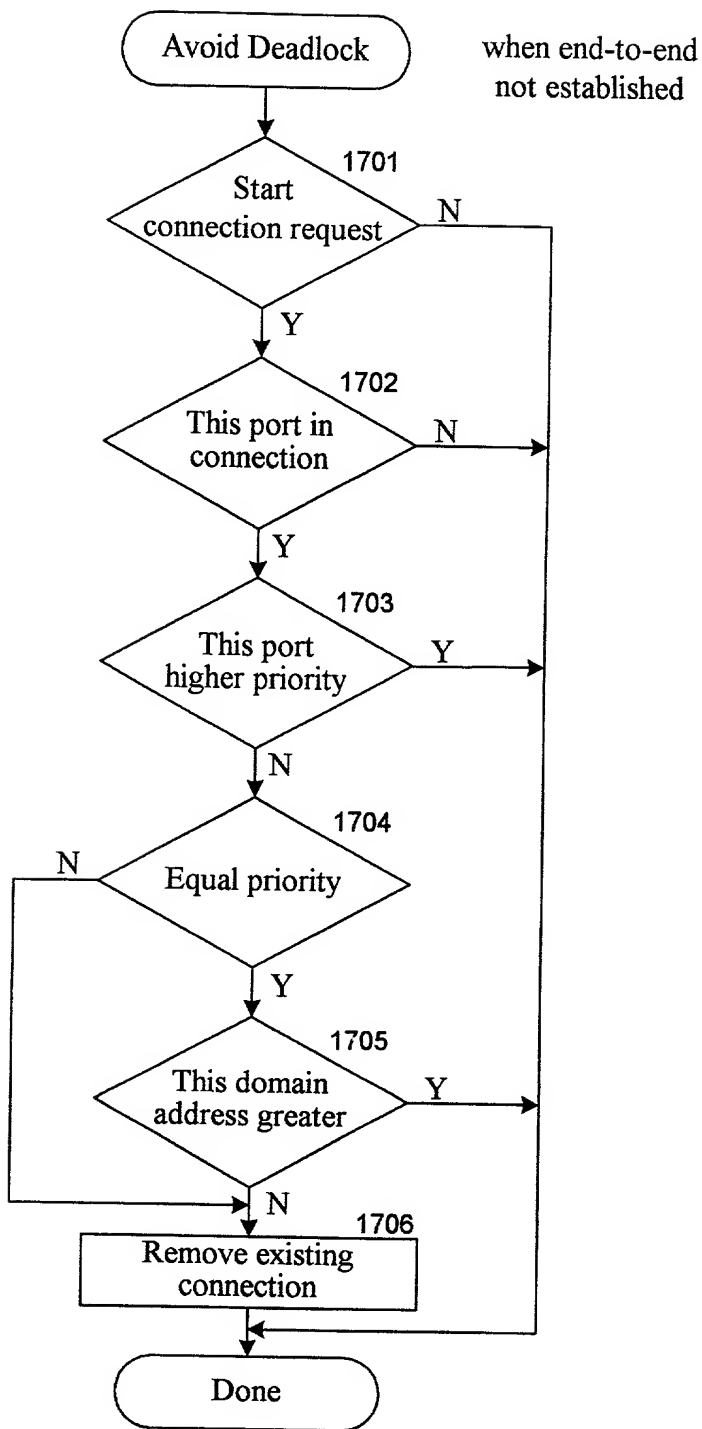 Avoid Deadlock
when end-to-end
not established
1701
Start
connection request
N
Y
1702
This port in
connection
N
Y
1703
This port
higher priority
Y
N
1704
N
Equal priority
Y
1705
This domain
address greater
Y
N
1706
Remove existing
connection
Done